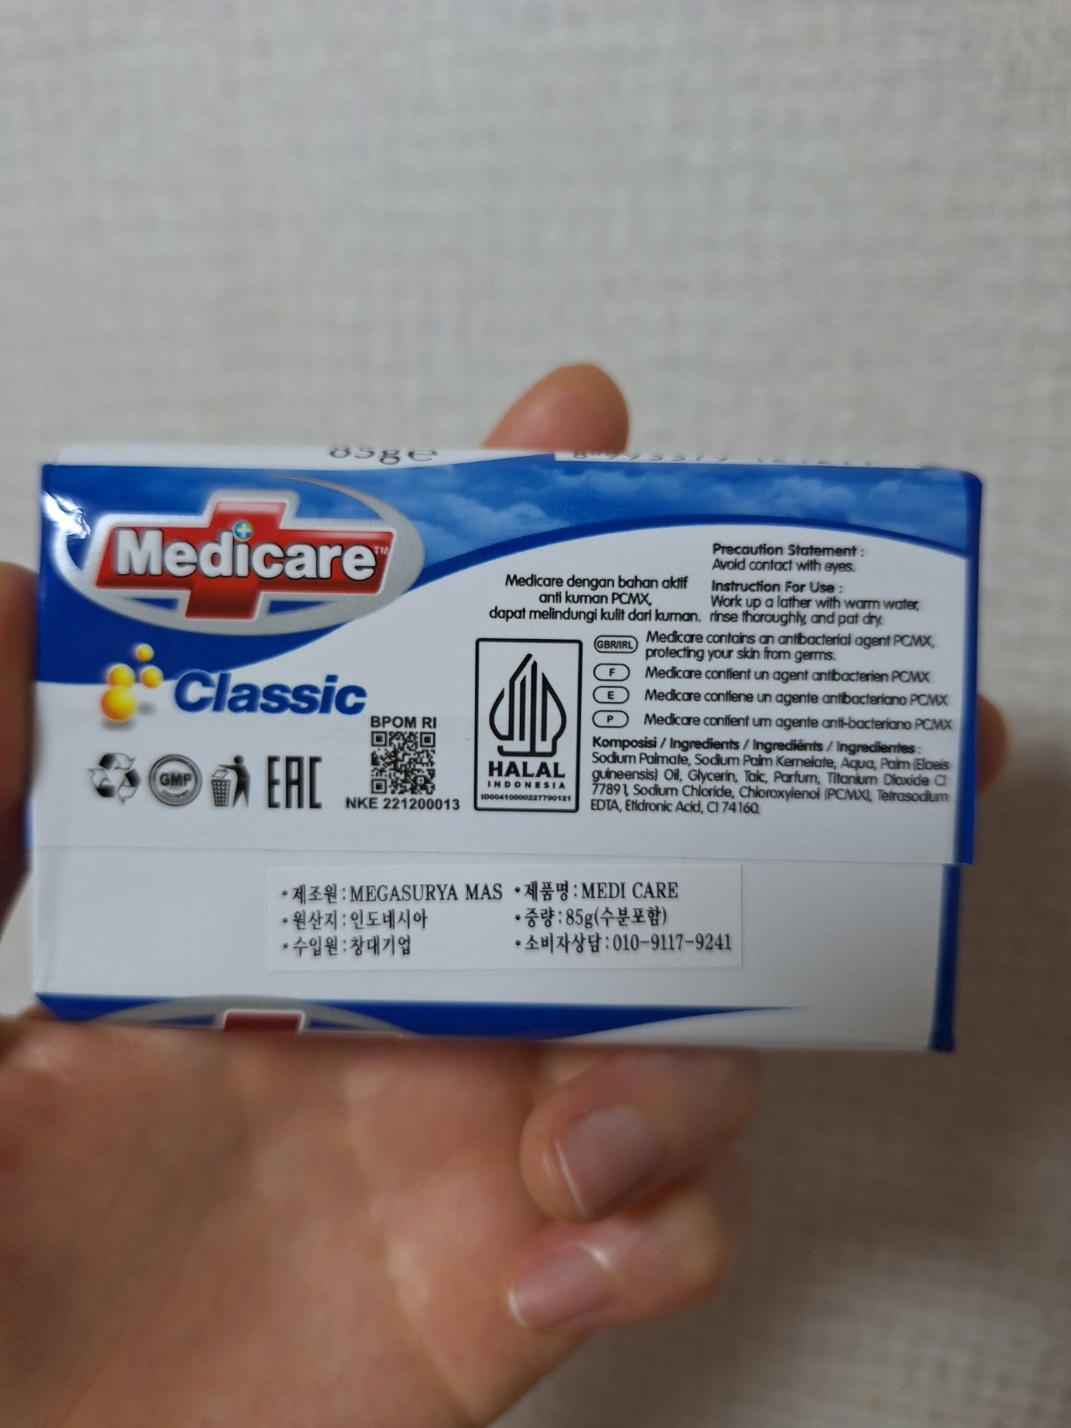 85g℮
Medicare™
Classic
Medicare dengan bahan aktif
anti kuman PCMX,
dapat melindungi kulit dari kuman.
Precaution Statement :
Avoid contact with eyes.
Instruction For Use :
Work up a lather with warm water,
rinse thoroughly, and pat dry.
GBR/IRL Medicare contains an antibacterial agent PCMX,
protecting your skin from germs.
F Medicare contient un agent antibacterien PCMX
E Medicare contiene un agente antibacteriano PCMX
P Medicare contient um agente anti-bacteriano PCMX
Komposisi / Ingredients / Ingrediénts / Ingredientes :
Sodium Palmate, Sodium Palm Kernelate, Aqua, Palm (Elaeis
guineensis) Oil, Glycerin, Talc, Parfum, Titanium Dioxide CI
77891, Sodium Chloride, Chloroxylenol (PCMX), Tetrasodium
EDTA, Etidronic Acid, CI 74160.
GMP
EAC
BPOM RI
NKE 221200013
HALAL
INDONESIA
ID00410000227790121
•제조원:MEGASURYA MAS •제품명:MEDI CARE
•원산지:인도네시아 •중량:85g(수분포함)
•수입원:창대기업 •소비자상담:010-9117-9241